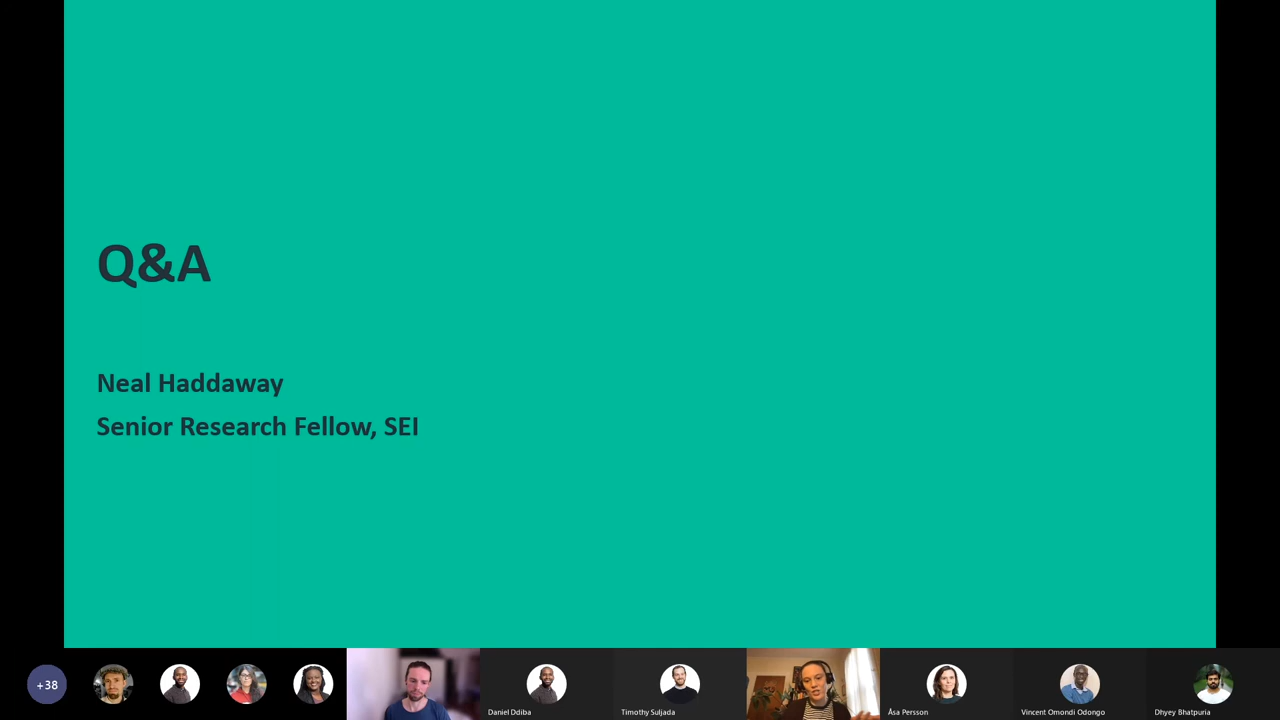 Q&A
Neal Haddaway
Senior Research Fellow, SEI
+38
Daniel Ddiba
Timothy Suljada
Åsa Persson
Vincent Omondi Odongo
Dhyey Bhatpuria